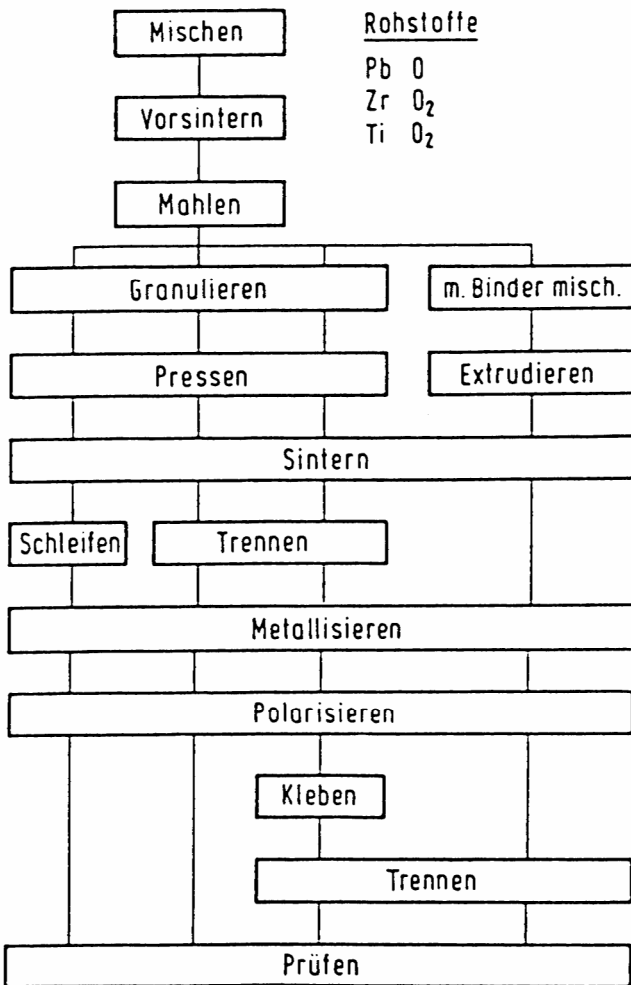 Mischen
Rohstoffe
Pb O
Zr O₂
Ti O₂
Vorsintern
Mahlen
Granulieren
m. Binder misch.
Pressen
Extrudieren
Sintern
Schleifen
Trennen
Metallisieren
Polarisieren
Kleben
Trennen
Prüfen